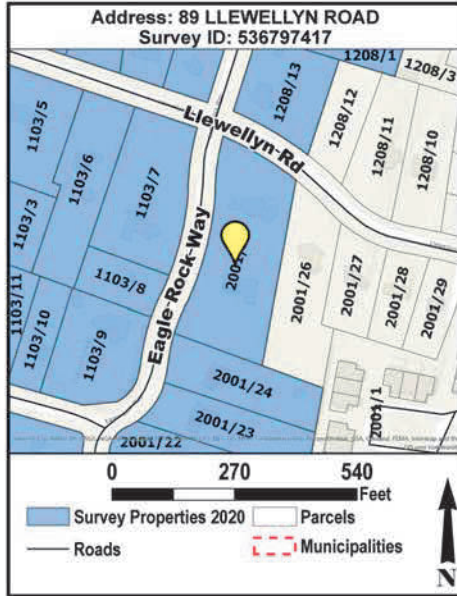 Address: 89 LLEWELLYN ROAD
Survey ID: 536797417
1208/1
1208/3
1208/13
1208/12
1208/11
1208/10
1103/5
1103/6
1103/7
Llewellyn Rd
Eagle-Rock-Way
1103/3
1103/8
1103/11
1103/10
1103/9
2001/26
2001/27
2001/28
2001/29
2001/24
2001/23
2001/22
2001/1
0 270 540
Feet
Survey Properties 2020
Parcels
Roads
Municipalities
N